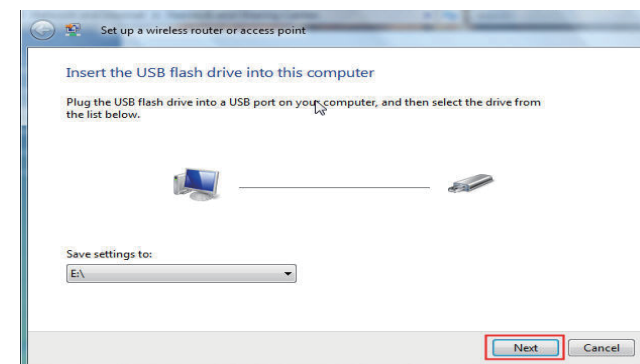 Set up a wireless router or access point
Insert the USB flash drive into this computer
Plug the USB flash drive into a USB port on your computer, and then select the drive from
the list below.
Save settings to:
E:\
Next
Cancel